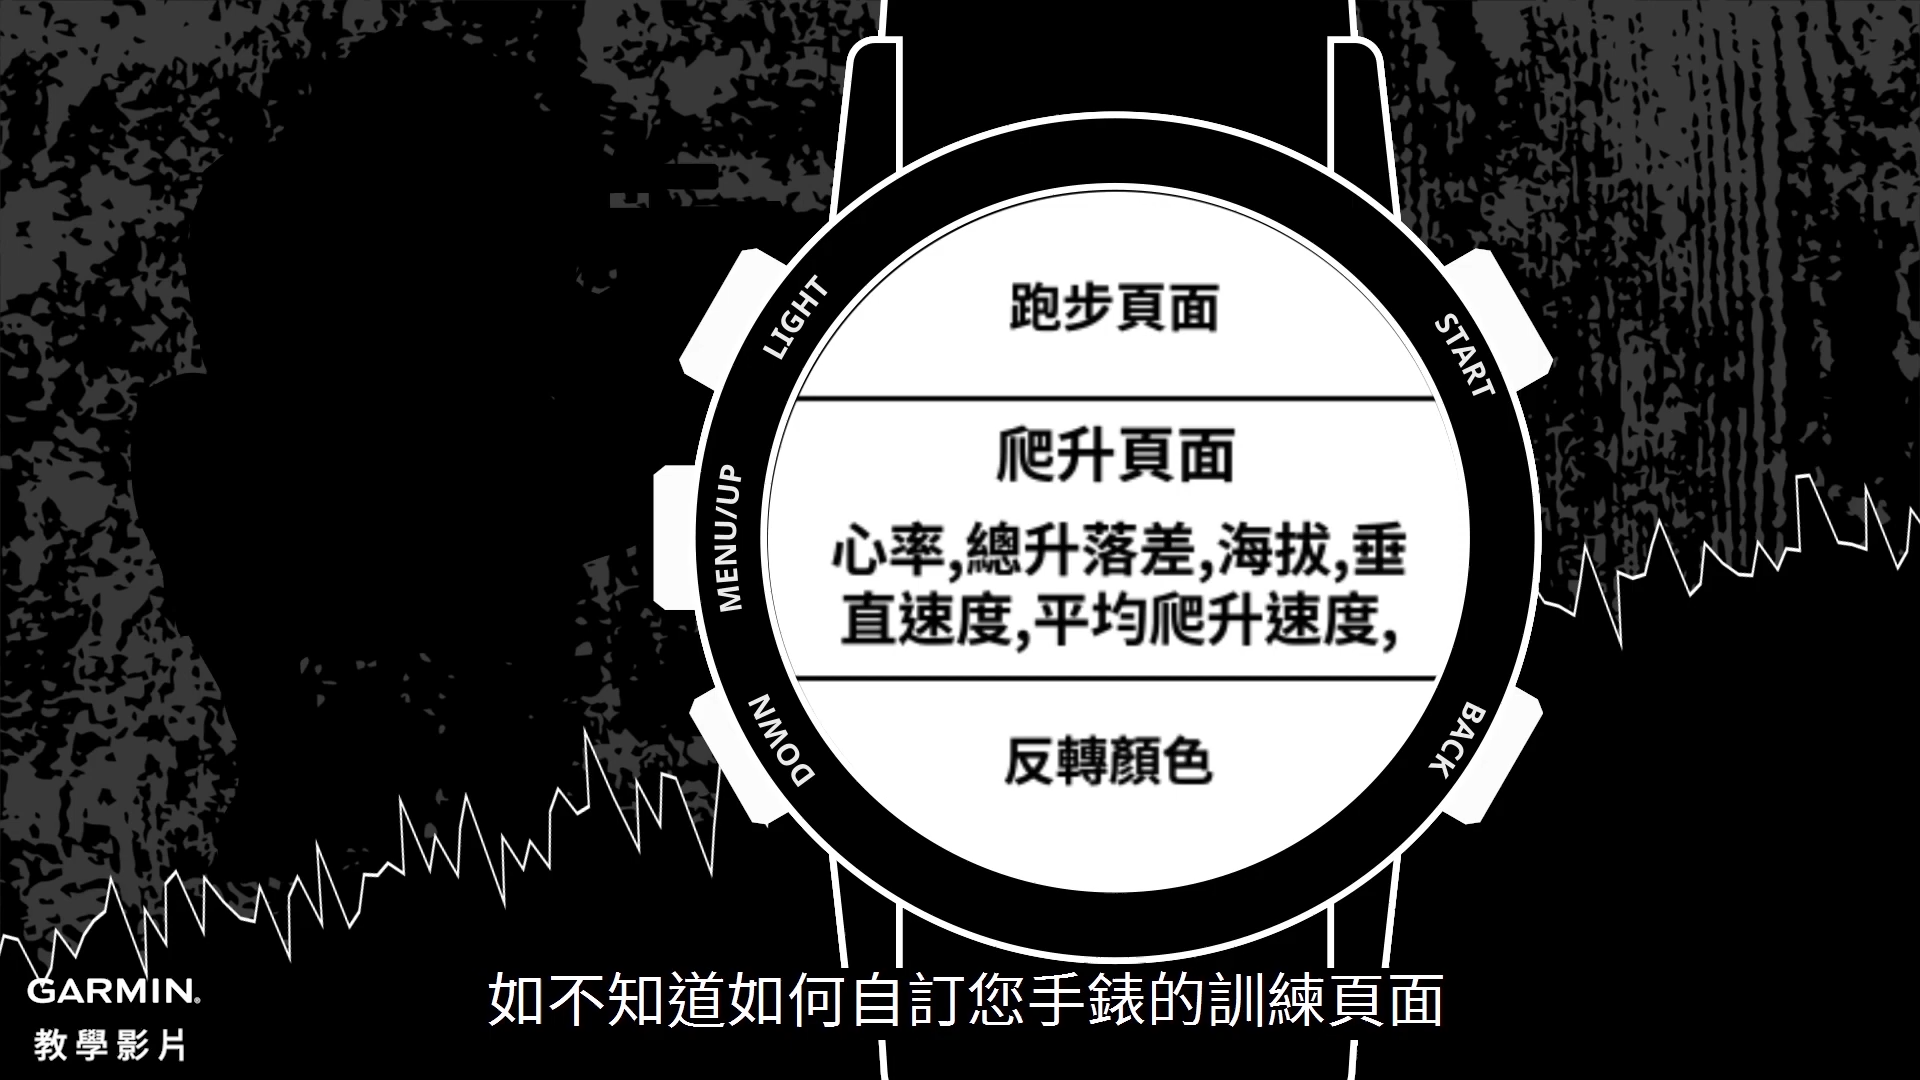 LIGHT
START
MENU/UP
DOWN
BACK
跑步頁面
爬升頁面
心率,總升落差,海拔,垂
直速度,平均爬升速度,
反轉顏色
如不知道如何自訂您手錶的訓練頁面
GARMIN®
教學影片